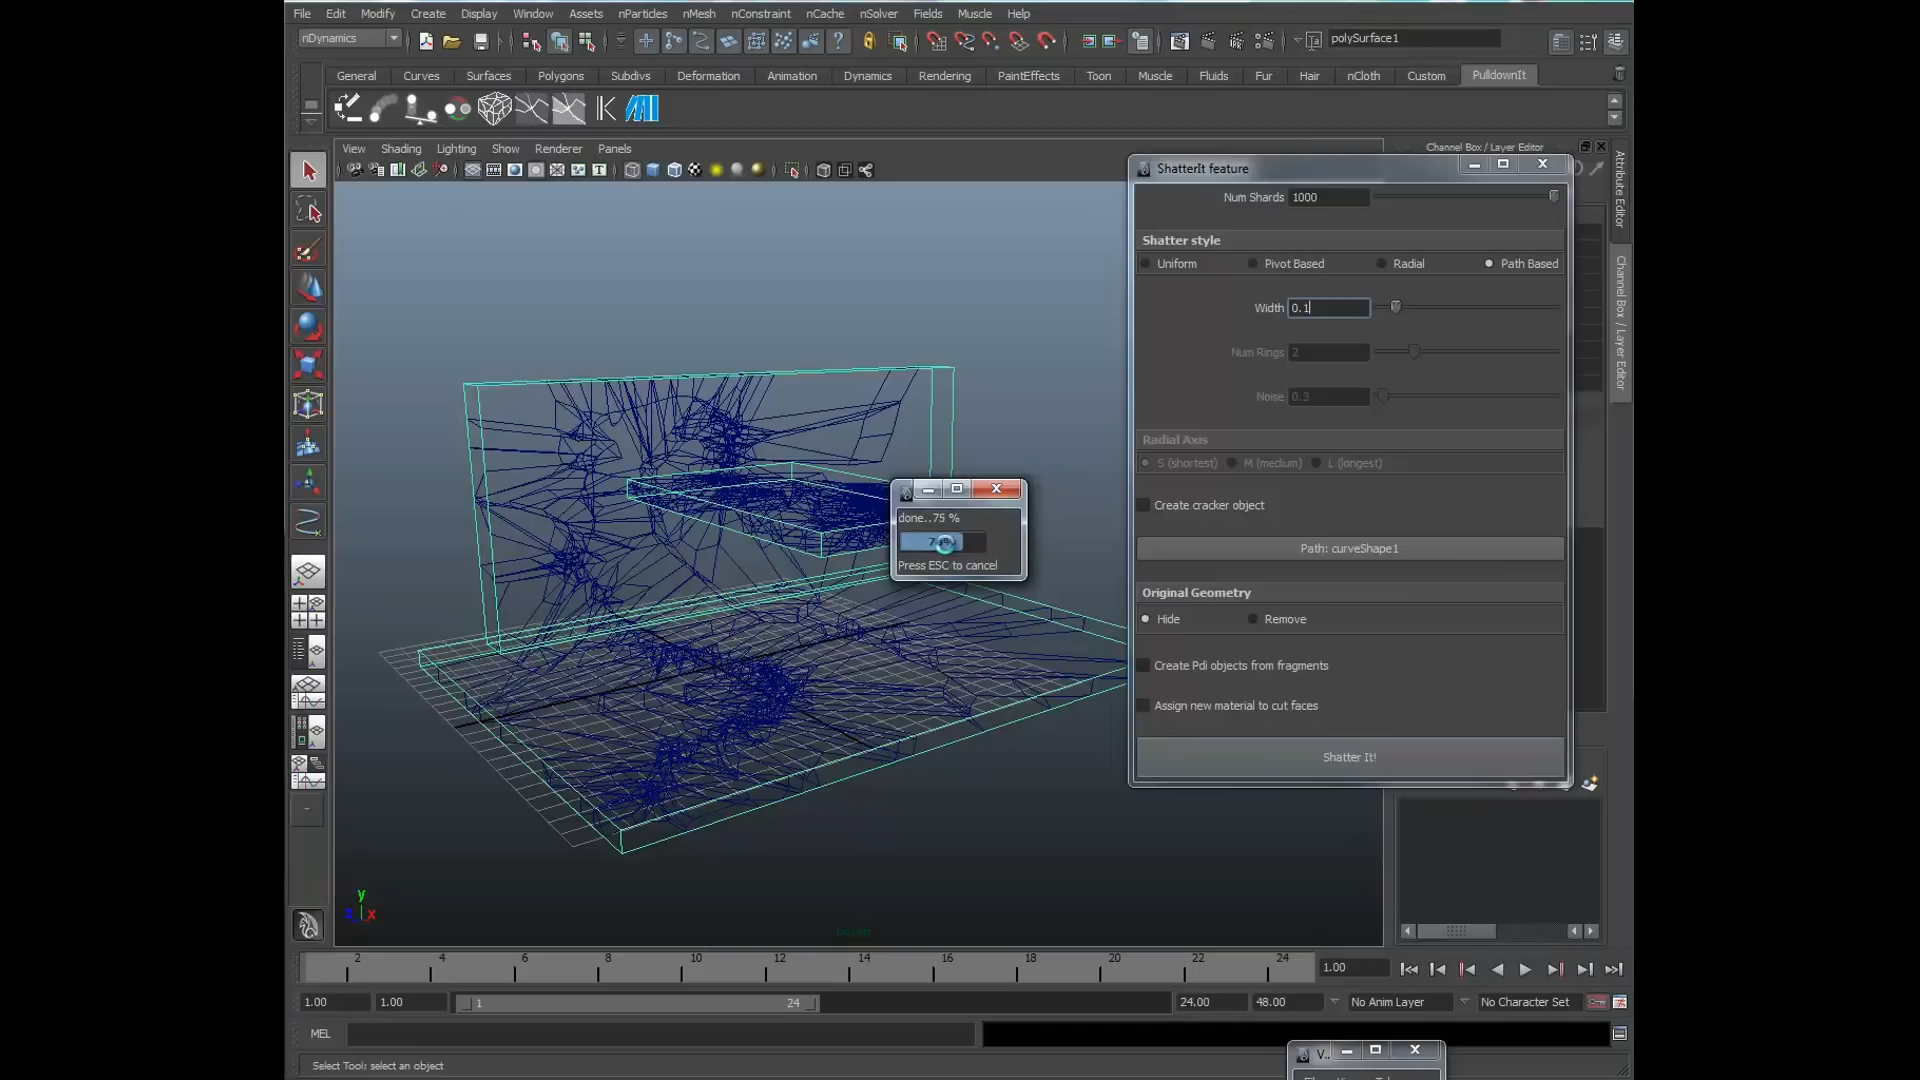 File Edit Modify Create Display Window Assets nParticles nMesh nConstraint nCache nSolver Fields Muscle Help
nDynamics
polySurface1
General Curves Surfaces Polygons Subdivs Deformation Animation Dynamics Rendering PaintEffects Toon Muscle Fluids Fur Hair nCloth Custom PulldownIt
View Shading Lighting Show Renderer Panels
Channel Box / Layer Editor
Attribute Editor
Channel Box / Layer Editor
ShatterIt feature
Num Shards 1000
Shatter style
Uniform Pivot Based Radial Path Based
Width 0.1
Num Rings 2
Noise 0.3
Radial Axis
S (shortest) M (medium) L (longest)
Create cracker object
Path: curveShape1
Original Geometry
Hide Remove
Create Pdi objects from fragments
Assign new material to cut faces
Shatter It!
done..75 %
Press ESC to cancel
y
z x
persp
2 4 6 8 10 12 14 16 18 20 22 24
1.00
1.00 1.00 1 24 24.00 48.00 No Anim Layer No Character Set
MEL
V..
Select Tool: select an object